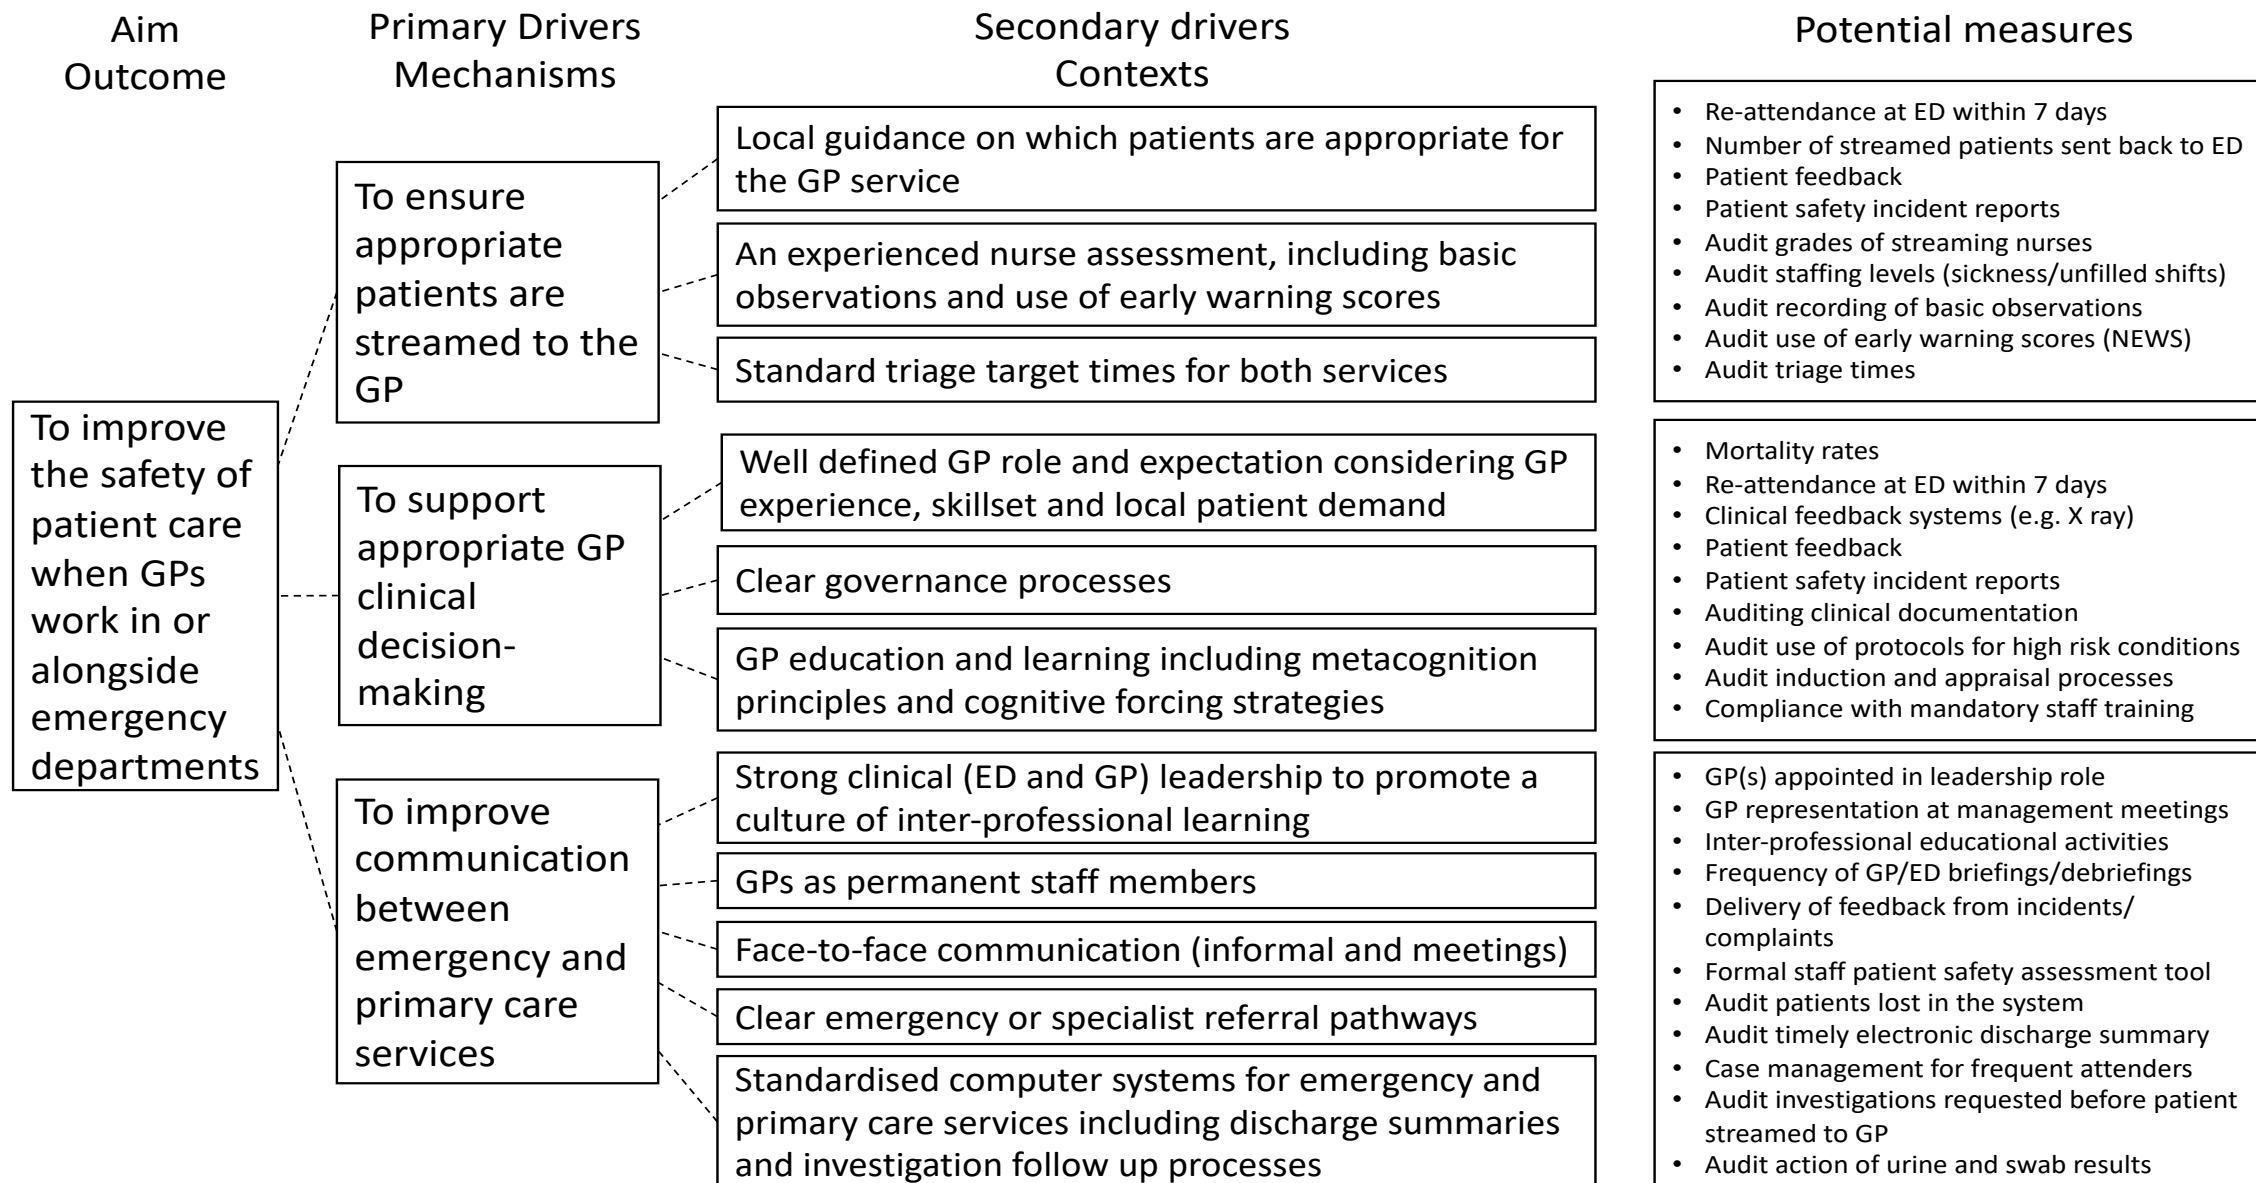 Aim
Outcome
Primary Drivers
Mechanisms
Secondary drivers
Contexts
Potential measures
To improve
the safety of
patient care
when GPs
work in or
alongside
emergency
departments
To ensure
appropriate
patients are
streamed to the
GP
Local guidance on which patients are appropriate for
the GP service
An experienced nurse assessment, including basic
observations and use of early warning scores
Standard triage target times for both services
• Re-attendance at ED within 7 days
• Number of streamed patients sent back to ED
• Patient feedback
• Patient safety incident reports
• Audit grades of streaming nurses
• Audit staffing levels (sickness/unfilled shifts)
• Audit recording of basic observations
• Audit use of early warning scores (NEWS)
• Audit triage times
To support
appropriate GP
clinical
decision-
making
Well defined GP role and expectation considering GP
experience, skillset and local patient demand
Clear governance processes
GP education and learning including metacognition
principles and cognitive forcing strategies
• Mortality rates
• Re-attendance at ED within 7 days
• Clinical feedback systems (e.g. X ray)
• Patient feedback
• Patient safety incident reports
• Auditing clinical documentation
• Audit use of protocols for high risk conditions
• Audit induction and appraisal processes
• Compliance with mandatory staff training
To improve
communication
between
emergency and
primary care
services
Strong clinical (ED and GP) leadership to promote a
culture of inter-professional learning
GPs as permanent staff members
Face-to-face communication (informal and meetings)
Clear emergency or specialist referral pathways
Standardised computer systems for emergency and
primary care services including discharge summaries
and investigation follow up processes
• GP(s) appointed in leadership role
• GP representation at management meetings
• Inter-professional educational activities
• Frequency of GP/ED briefings/debriefings
• Delivery of feedback from incidents/
complaints
• Formal staff patient safety assessment tool
• Audit patients lost in the system
• Audit timely electronic discharge summary
• Case management for frequent attenders
• Audit investigations requested before patient
streamed to GP
• Audit action of urine and swab results